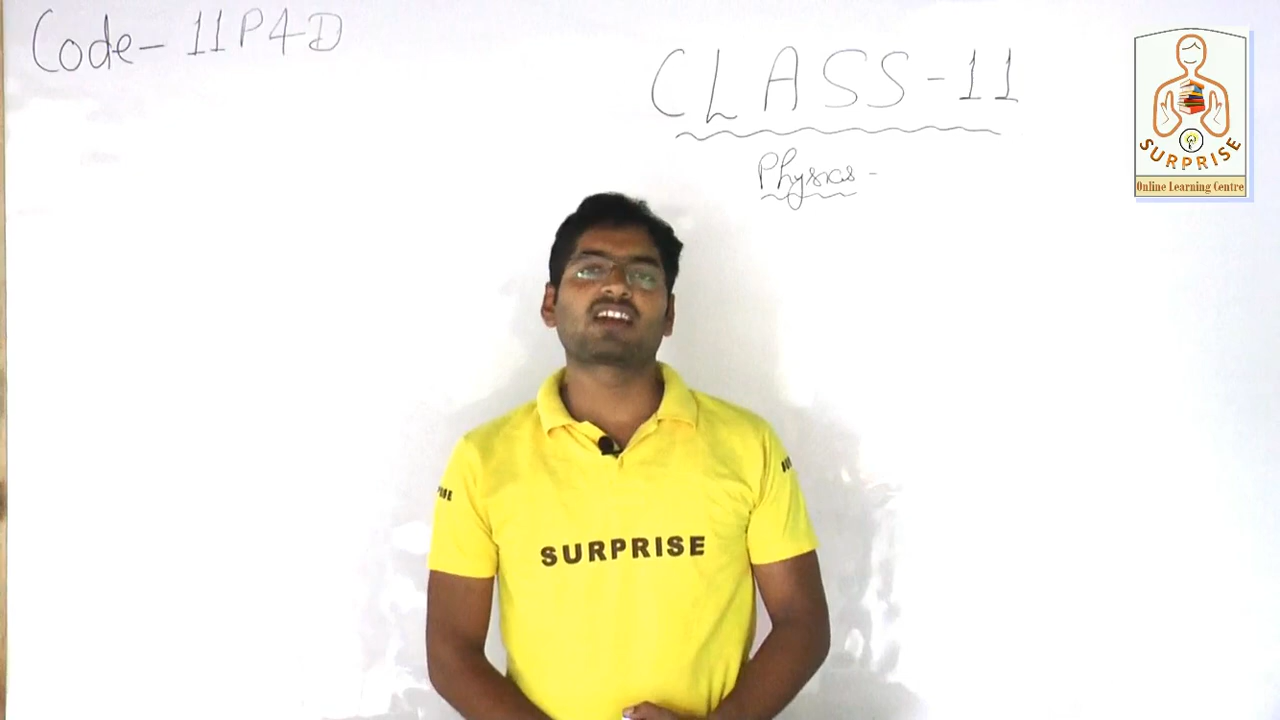 Code- 11P4D
CLASS-11
Physics -
SURPRISE
Online Learning Centre
SURPRISE